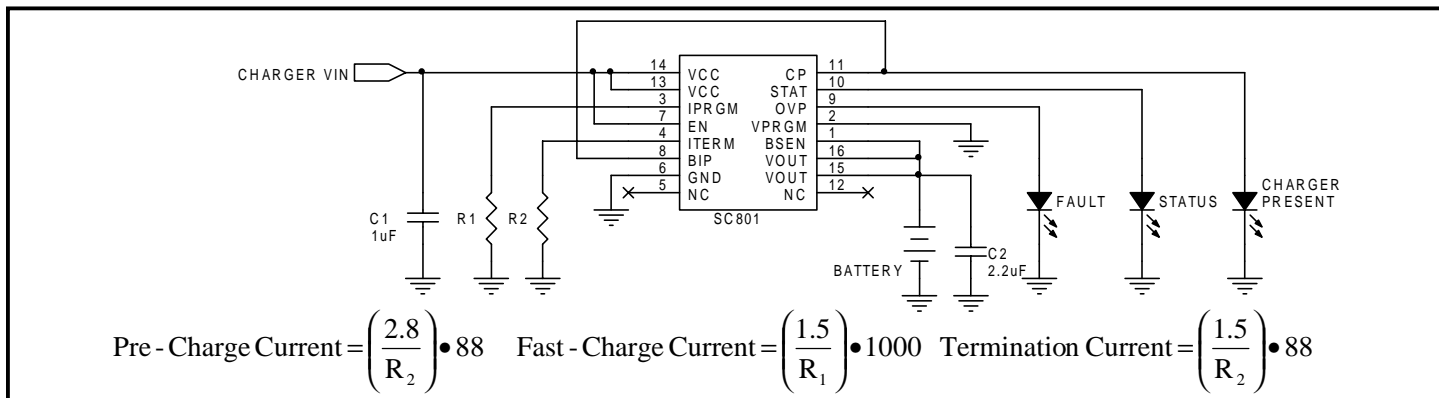 CHARGER VIN
14
13
3
7
4
8
6
5
VCC
VCC
IPRGM
EN
ITERM
BIP
GND
NC
CP
STAT
OVP
VPRGM
BSEN
VOUT
VOUT
NC
11
10
9
2
1
16
15
12
SC801
C1
1uF
R1
R2
BATTERY
C2
2.2uF
FAULT
STATUS
CHARGER
PRESENT
Pre - Charge Current = (2.8 / R₂) • 88
Fast - Charge Current = (1.5 / R₁) • 1000
Termination Current = (1.5 / R₂) • 88